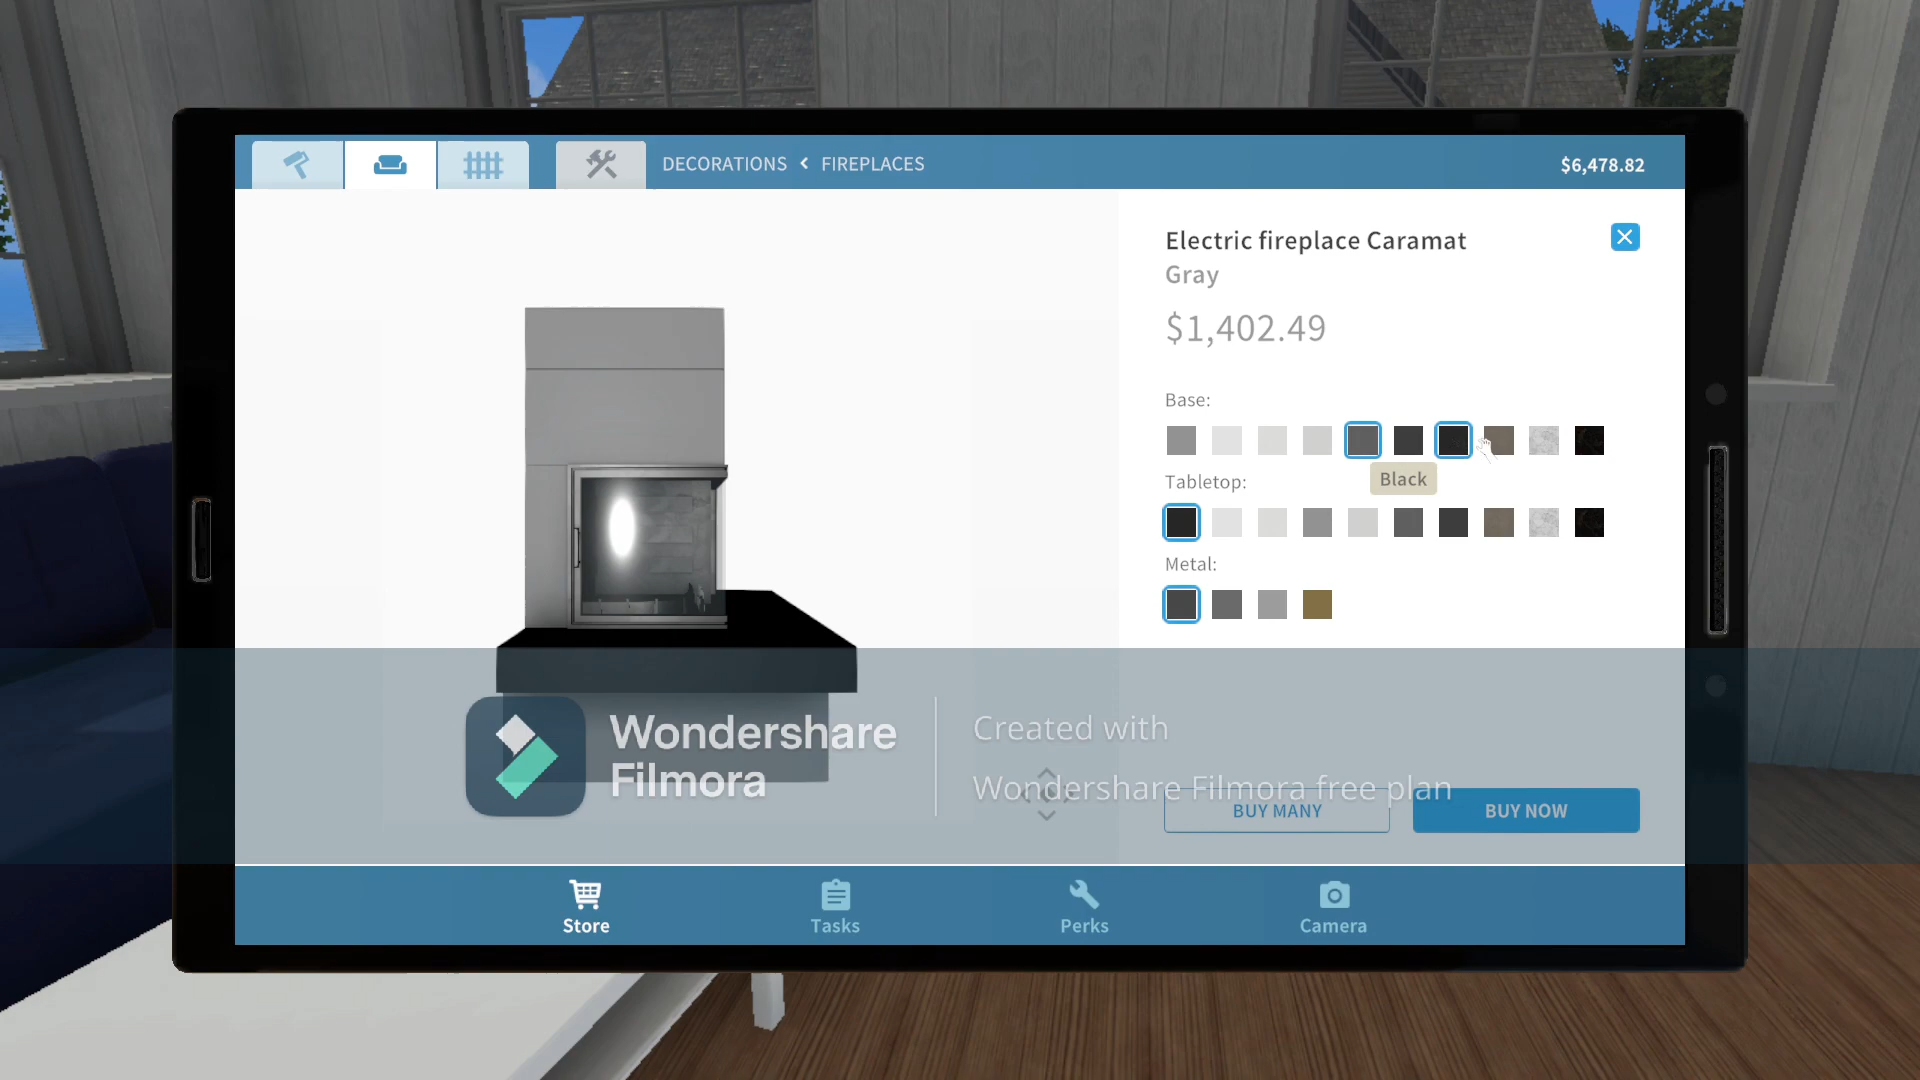 DECORATIONS < FIREPLACES
$6,478.82
Electric fireplace Caramat
Gray
$1,402.49
Base:
Black
Tabletop:
Metal:
Wondershare
Filmora
Created with
Wondershare Filmora free plan
BUY MANY
BUY NOW
Store
Tasks
Perks
Camera